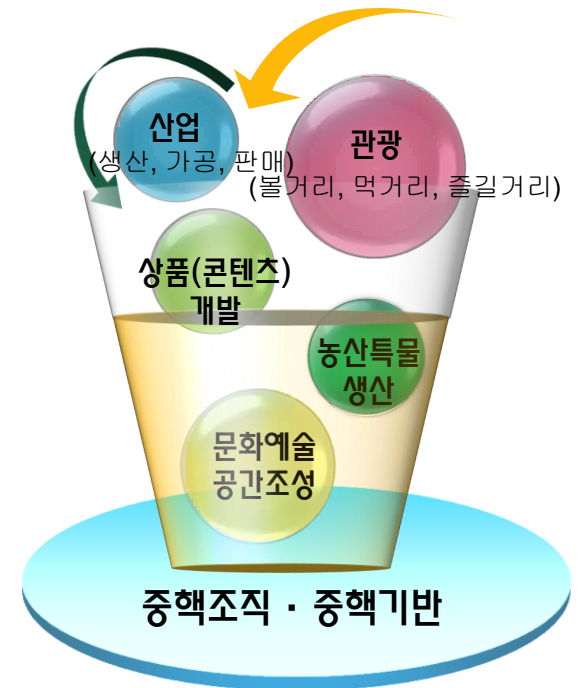 산업
(생산, 가공, 판매)
관광
(볼거리, 먹거리, 즐길거리)
상품(콘텐츠)
개발
농산특물
생산
문화예술
공간조성
중핵조직 · 중핵기반